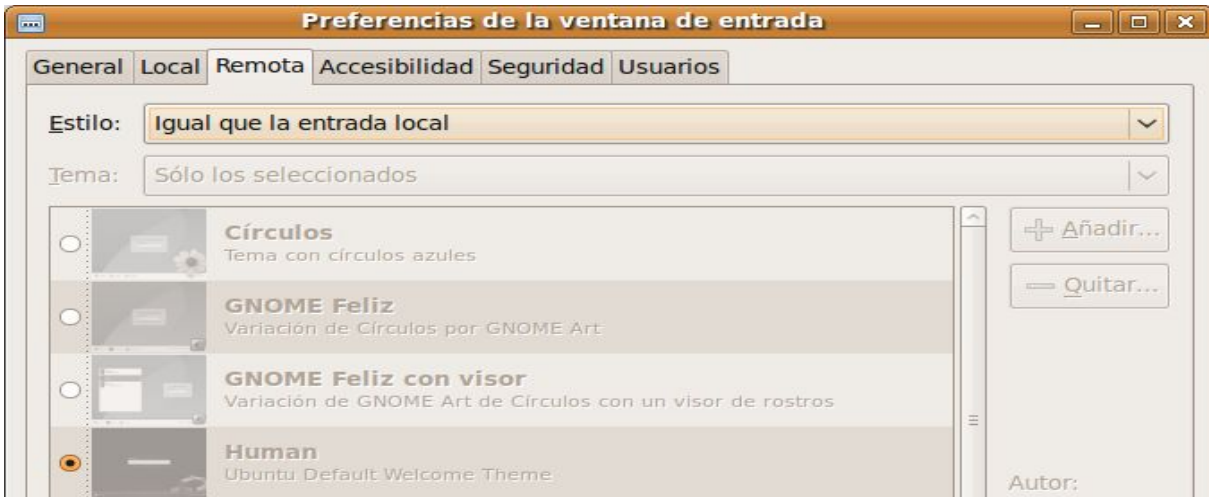 Preferencias de la ventana de entrada
General Local Remota Accesibilidad Seguridad Usuarios
Estilo: Igual que la entrada local
Tema: Sólo los seleccionados
Círculos
Tema con círculos azules
Añadir...
GNOME Feliz
Variación de Círculos por GNOME Art
Quitar...
GNOME Feliz con visor
Variación de GNOME Art de Círculos con un visor de rostros
Human
Ubuntu Default Welcome Theme
Autor: